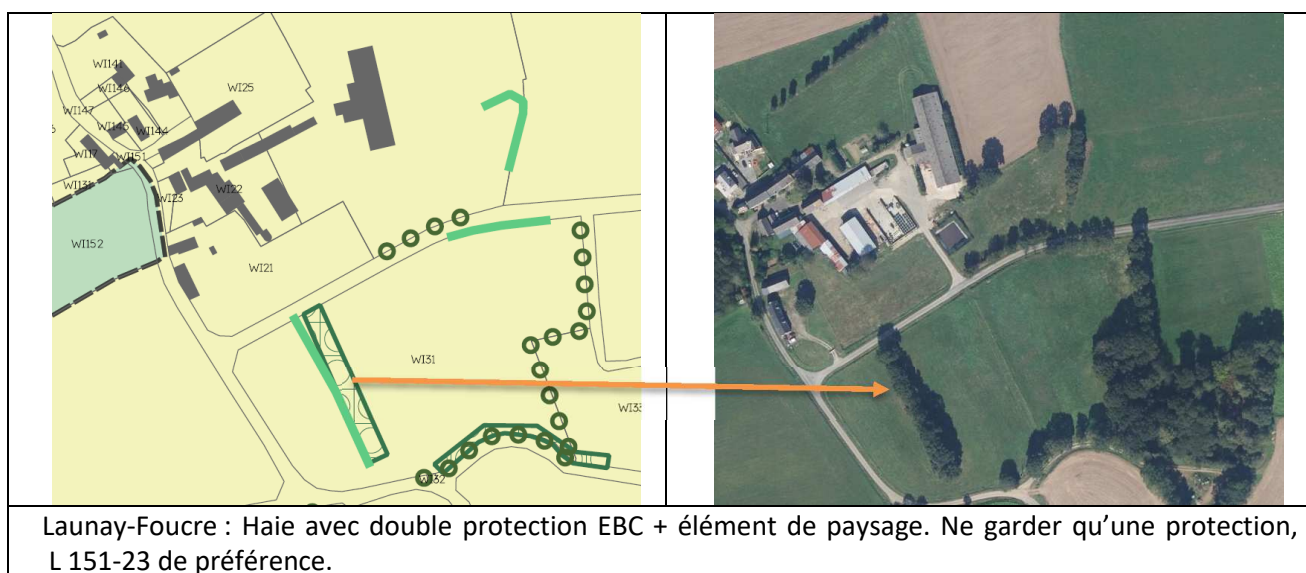 WI141
WI146
WI25
WI147
WI145
WI144
WI17
WI151
WI131
WI23
WI22
WI152
WI21
WI31
WI33
WI32
Launay-Foucre : Haie avec double protection EBC + élément de paysage. Ne garder qu’une protection,
L 151-23 de préférence.